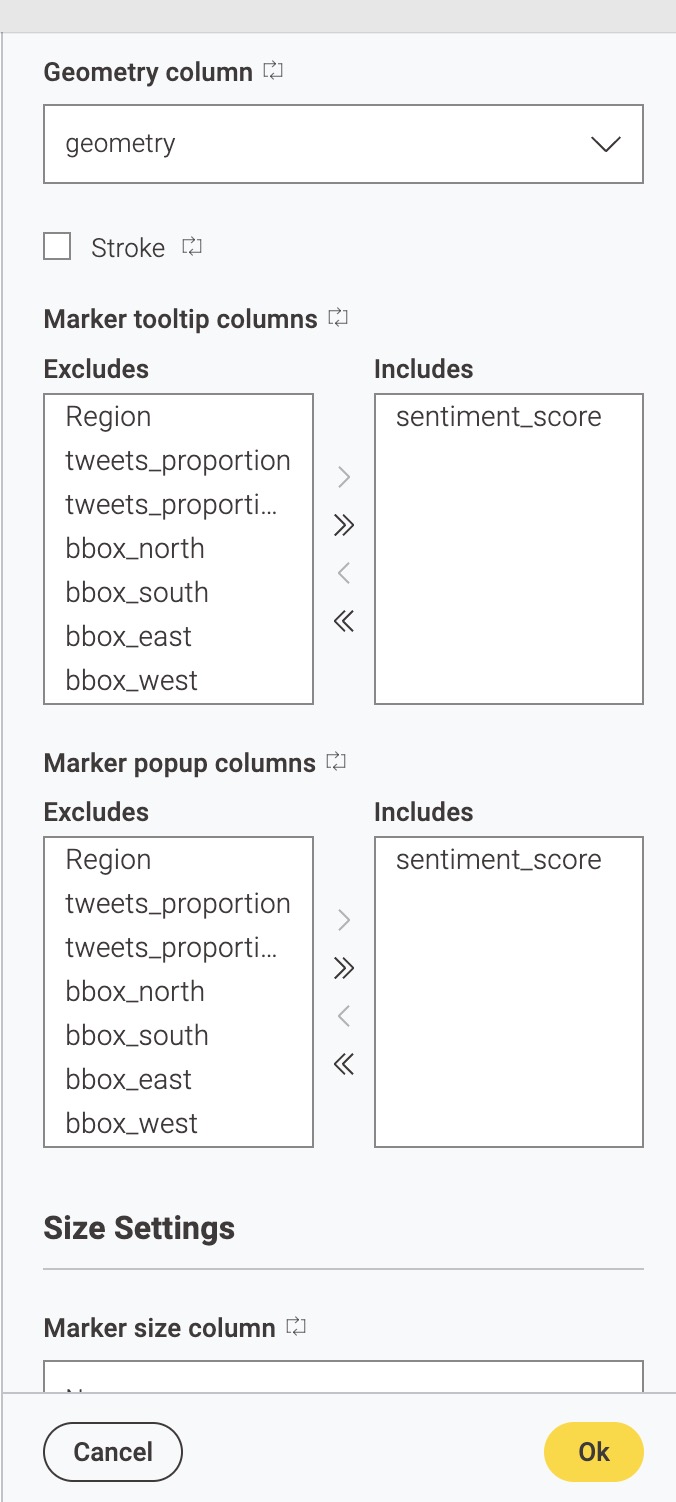 Geometry column
geometry
Stroke
Marker tooltip columns
Excludes
Includes
Region
tweets_proportion
tweets_proporti...
bbox_north
bbox_south
bbox_east
bbox_west
sentiment_score
Marker popup columns
Excludes
Includes
Region
tweets_proportion
tweets_proporti...
bbox_north
bbox_south
bbox_east
bbox_west
sentiment_score
Size Settings
Marker size column
Cancel
Ok